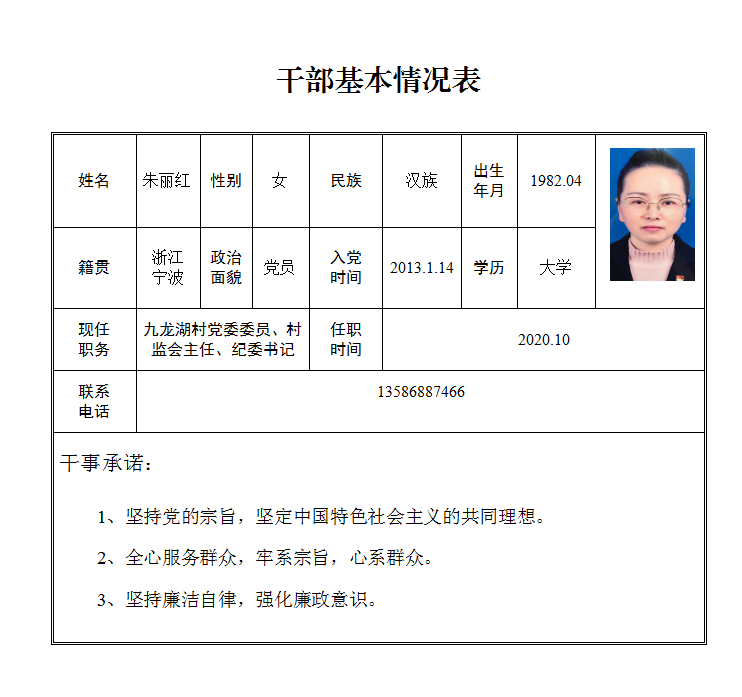 干部基本情况表
姓名 朱丽红 性别 女 民族 汉族 出生年月 1982.04
籍贯 浙江宁波 政治面貌 党员 入党时间 2013.1.14 学历 大学
现任职务 九龙湖村党委委员、村监会主任、纪委书记 任职时间 2020.10
联系电话 13586887466
干事承诺：
1、坚持党的宗旨，坚定中国特色社会主义的共同理想。
2、全心服务群众，牢系宗旨，心系群众。
3、坚持廉洁自律，强化廉政意识。